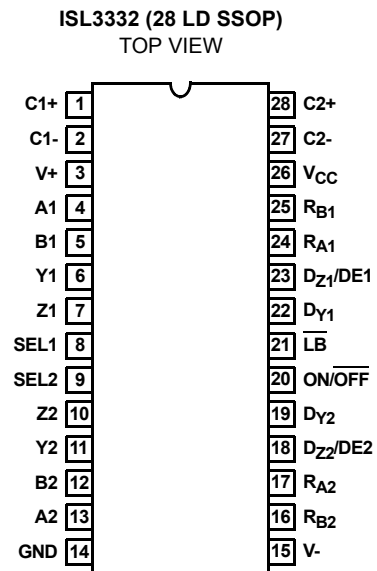 ISL3332 (28 LD SSOP)
TOP VIEW
C1+ 1 28 C2+
C1- 2 27 C2-
V+ 3 26 VCC
A1 4 25 RB1
B1 5 24 RA1
Y1 6 23 DZ1/DE1
Z1 7 22 DY1
SEL1 8 21 L̅B̅
SEL2 9 20 ON/O̅F̅F̅
Z2 10 19 DY2
Y2 11 18 DZ2/DE2
B2 12 17 RA2
A2 13 16 RB2
GND 14 15 V-